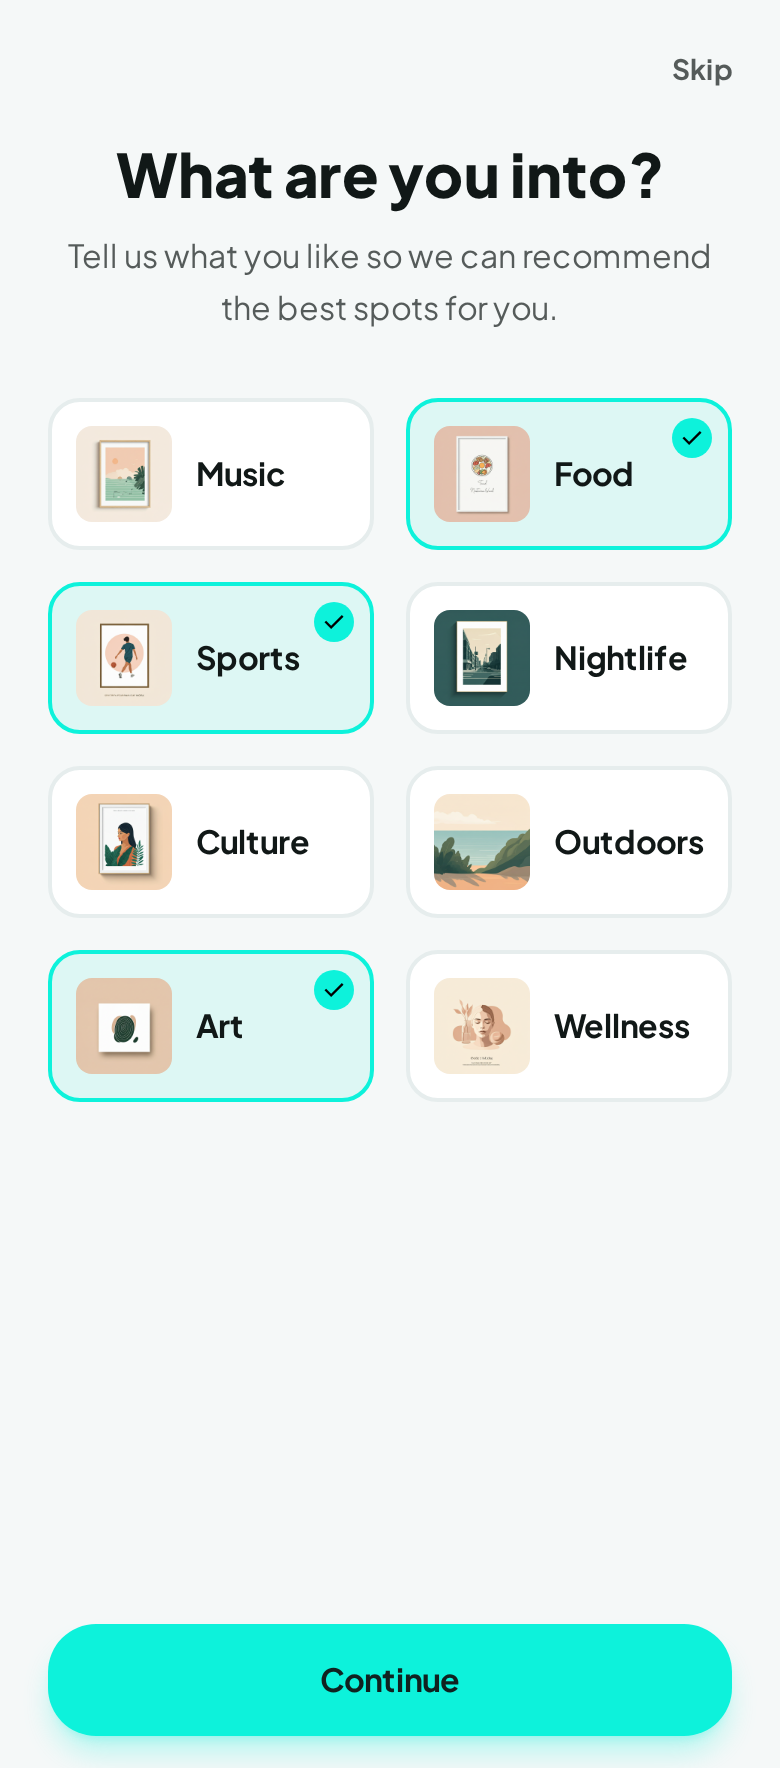 Skip
What are you into?
Tell us what you like so we can recommend
the best spots for you.
Music
Food
Sports
Nightlife
Culture
Outdoors
Art
Wellness
Continue